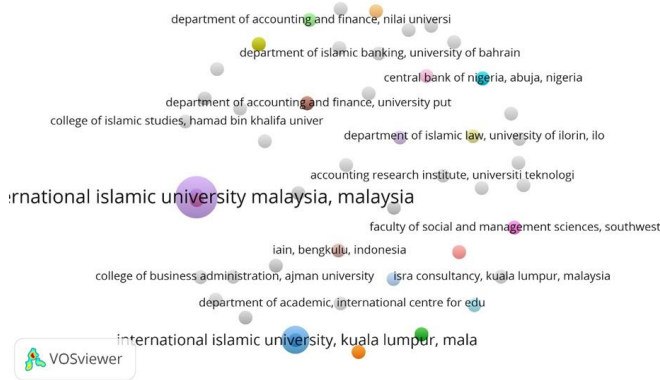 department of accounting and finance, nilai universi
department of islamic banking, university of bahrain
central bank of nigeria, abuja, nigeria
department of accounting and finance, university put
college of islamic studies, hamad bin khalifa univer
department of islamic law, university of ilorin, ilo
accounting research institute, universiti teknologi
ernational islamic university malaysia, malaysia
faculty of social and management sciences, southwest
iain, bengkulu, indonesia
college of business administration, ajman university
isra consultancy, kuala lumpur, malaysia
department of academic, international centre for edu
international islamic university, kuala lumpur, mala
VOSviewer